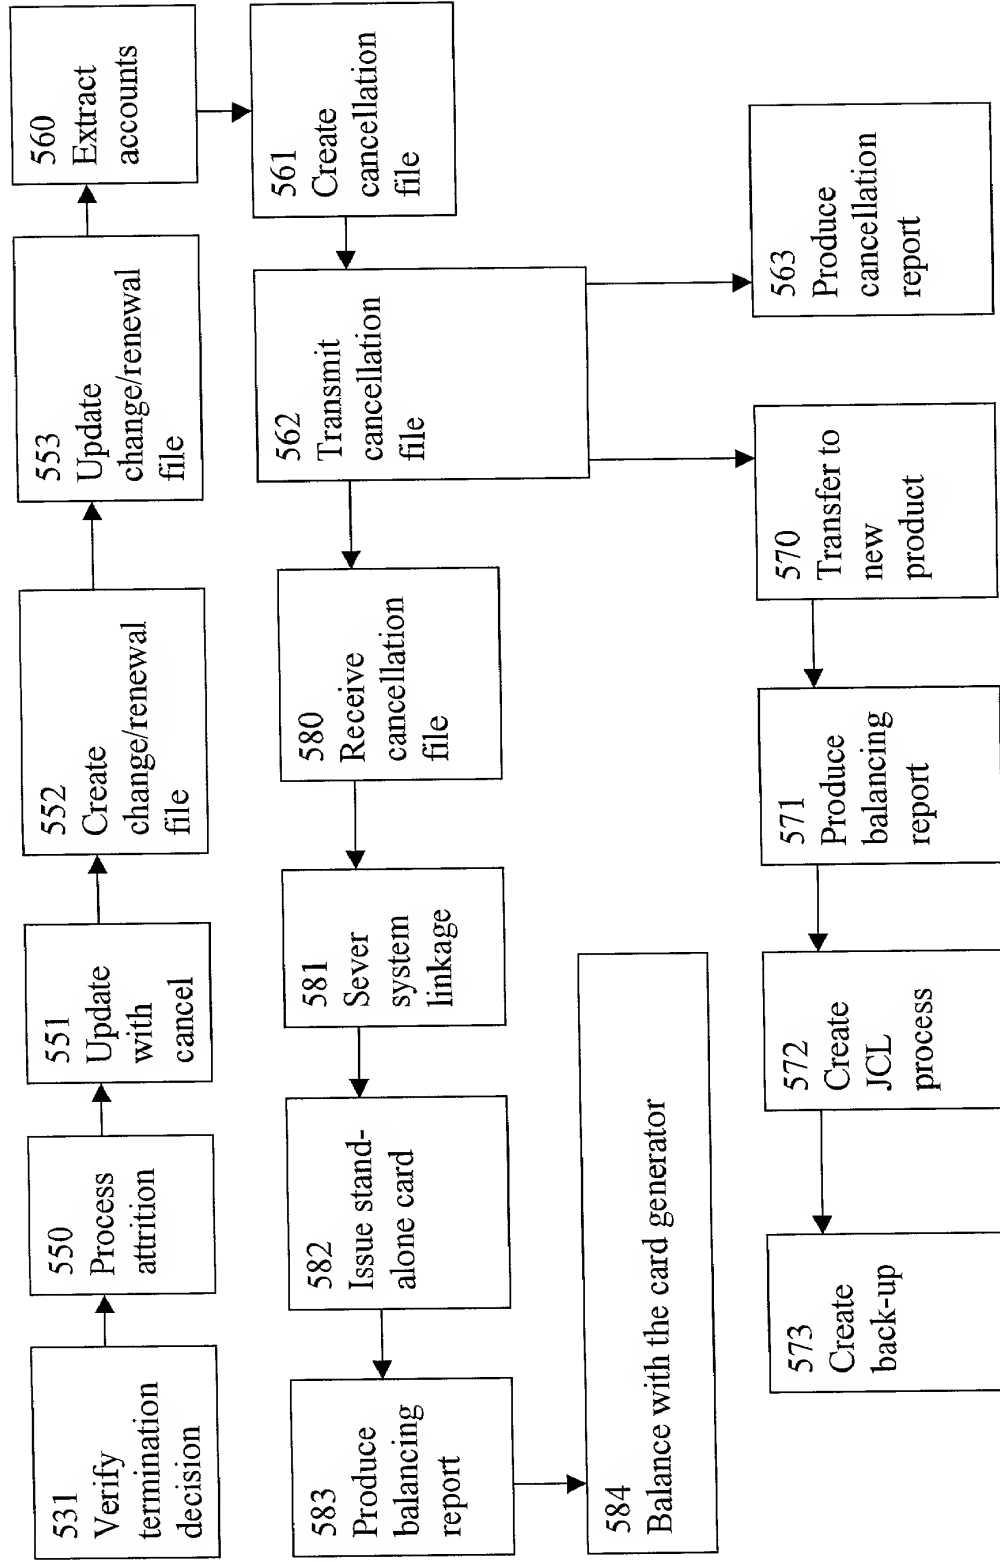 531
Verify
termination
decision
550
Process
attrition
551
Update
with
cancel
552
Create
change/renewal
file
553
Update
change/renewal
file
560
Extract
accounts
561
Create
cancellation
file
562
Transmit
cancellation
file
563
Produce
cancellation
report
570
Transfer to
new
product
571
Produce
balancing
report
572
Create
JCL
process
573
Create
back-up
580
Receive
cancellation
file
581
Sever
system
linkage
582
Issue stand-
alone card
583
Produce
balancing
report
584
Balance with the card generator